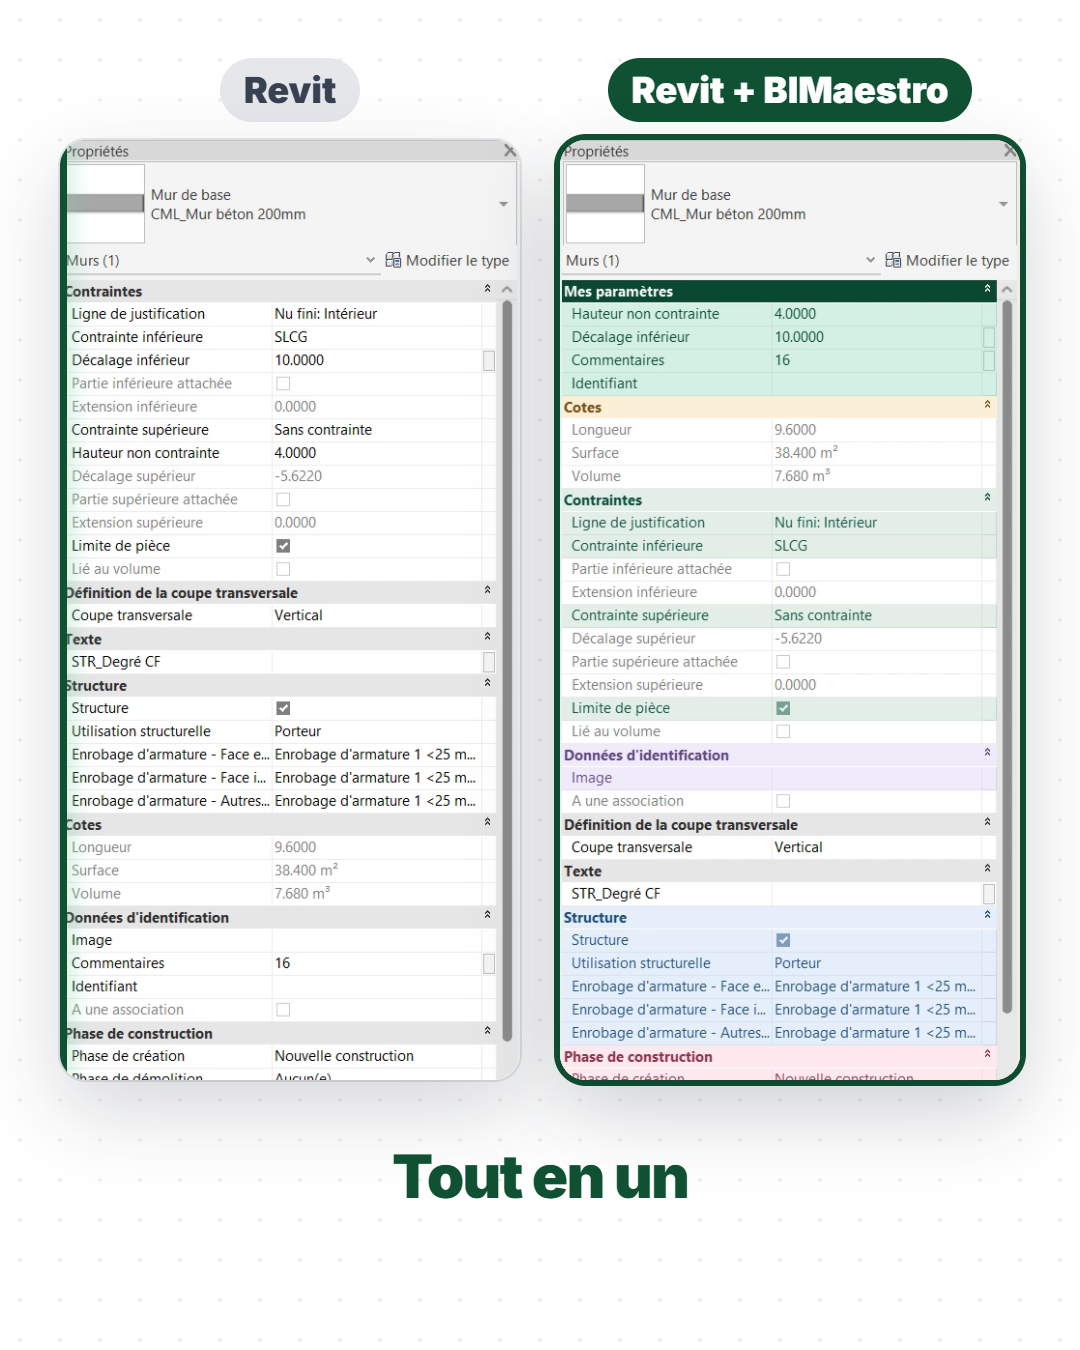 Revit
Propriétés
Mur de base
CML_Mur béton 200mm
Murs (1)
Modifier le type
Contraintes
Ligne de justification Nu fini: Intérieur
Contrainte inférieure SLCG
Décalage inférieur 10.0000
Partie inférieure attachée
Extension inférieure 0.0000
Contrainte supérieure Sans contrainte
Hauteur non contrainte 4.0000
Décalage supérieur -5.6220
Partie supérieure attachée
Extension supérieure 0.0000
Limite de pièce
Lié au volume
Définition de la coupe transversale
Coupe transversale Vertical
Texte
STR_Degré CF
Structure
Structure
Utilisation structurelle Porteur
Enrobage d'armature - Face e... Enrobage d'armature 1 <25 m...
Enrobage d'armature - Face i... Enrobage d'armature 1 <25 m...
Enrobage d'armature - Autres... Enrobage d'armature 1 <25 m...
Cotes
Longueur 9.6000
Surface 38.400 m²
Volume 7.680 m³
Données d'identification
Image
Commentaires 16
Identifiant
A une association
Phase de construction
Phase de création Nouvelle construction
Phase de démolition Aucun(e)
Revit + BIMaestro
Propriétés
Mur de base
CML_Mur béton 200mm
Murs (1)
Modifier le type
Mes paramètres
Hauteur non contrainte 4.0000
Décalage inférieur 10.0000
Commentaires 16
Identifiant
Cotes
Longueur 9.6000
Surface 38.400 m²
Volume 7.680 m³
Contraintes
Ligne de justification Nu fini: Intérieur
Contrainte inférieure SLCG
Partie inférieure attachée
Extension inférieure 0.0000
Contrainte supérieure Sans contrainte
Décalage supérieur -5.6220
Partie supérieure attachée
Extension supérieure 0.0000
Limite de pièce
Lié au volume
Données d'identification
Image
A une association
Définition de la coupe transversale
Coupe transversale Vertical
Texte
STR_Degré CF
Structure
Structure
Utilisation structurelle Porteur
Enrobage d'armature - Face e... Enrobage d'armature 1 <25 m...
Enrobage d'armature - Face i... Enrobage d'armature 1 <25 m...
Enrobage d'armature - Autres... Enrobage d'armature 1 <25 m...
Phase de construction
Phase de création Nouvelle construction
Tout en un